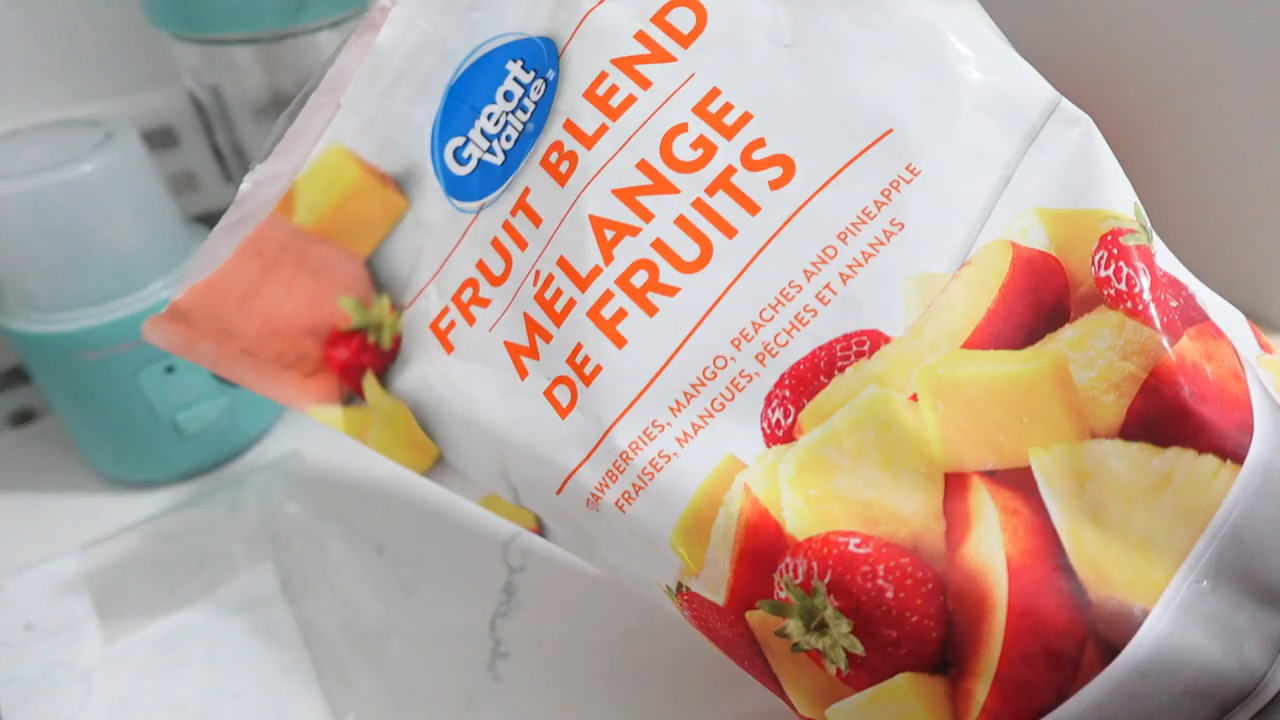 Great
Value
FRUIT BLEND
MÉLANGE
DE FRUITS
STRAWBERRIES, MANGO, PEACHES AND PINEAPPLE
FRAISES, MANGUES, PÊCHES ET ANANAS